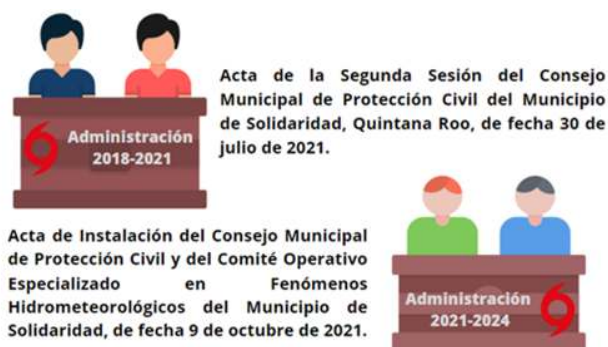 Administración
2018-2021
Acta de la Segunda Sesión del Consejo
Municipal de Protección Civil del Municipio
de Solidaridad, Quintana Roo, de fecha 30 de
julio de 2021.
Acta de Instalación del Consejo Municipal
de Protección Civil y del Comité Operativo
Especializado en Fenómenos
Hidrometeorológicos del Municipio de
Solidaridad, de fecha 9 de octubre de 2021.
Administración
2021-2024